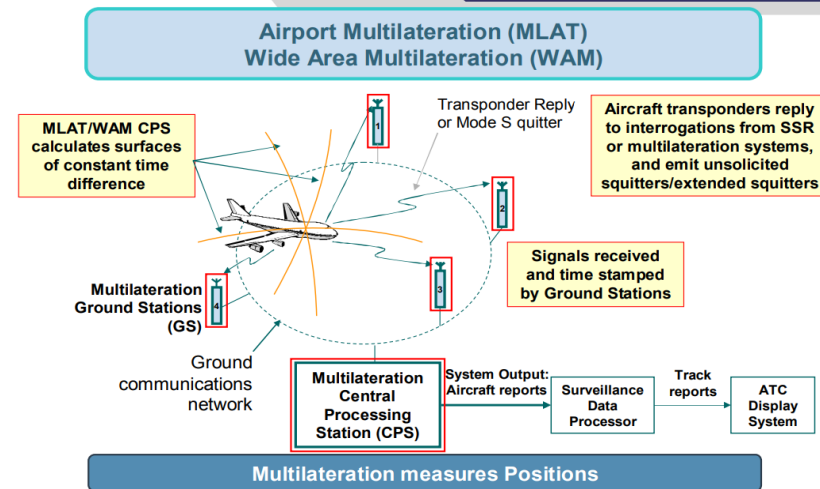 Airport Multilateration (MLAT)
Wide Area Multilateration (WAM)
MLAT/WAM CPS
calculates surfaces
of constant time
difference
1
Transponder Reply
or Mode S quitter
Aircraft transponders reply
to interrogations from SSR
or multilateration systems,
and emit unsolicited
squitters/extended squitters
2
Signals received
and time stamped
by Ground Stations
3
Multilateration
Ground Stations
(GS)
4
Ground
communications
network
Multilateration
Central
Processing
Station (CPS)
System Output:
Aircraft reports
Surveillance
Data
Processor
Track
reports
ATC
Display
System
Multilateration measures Positions